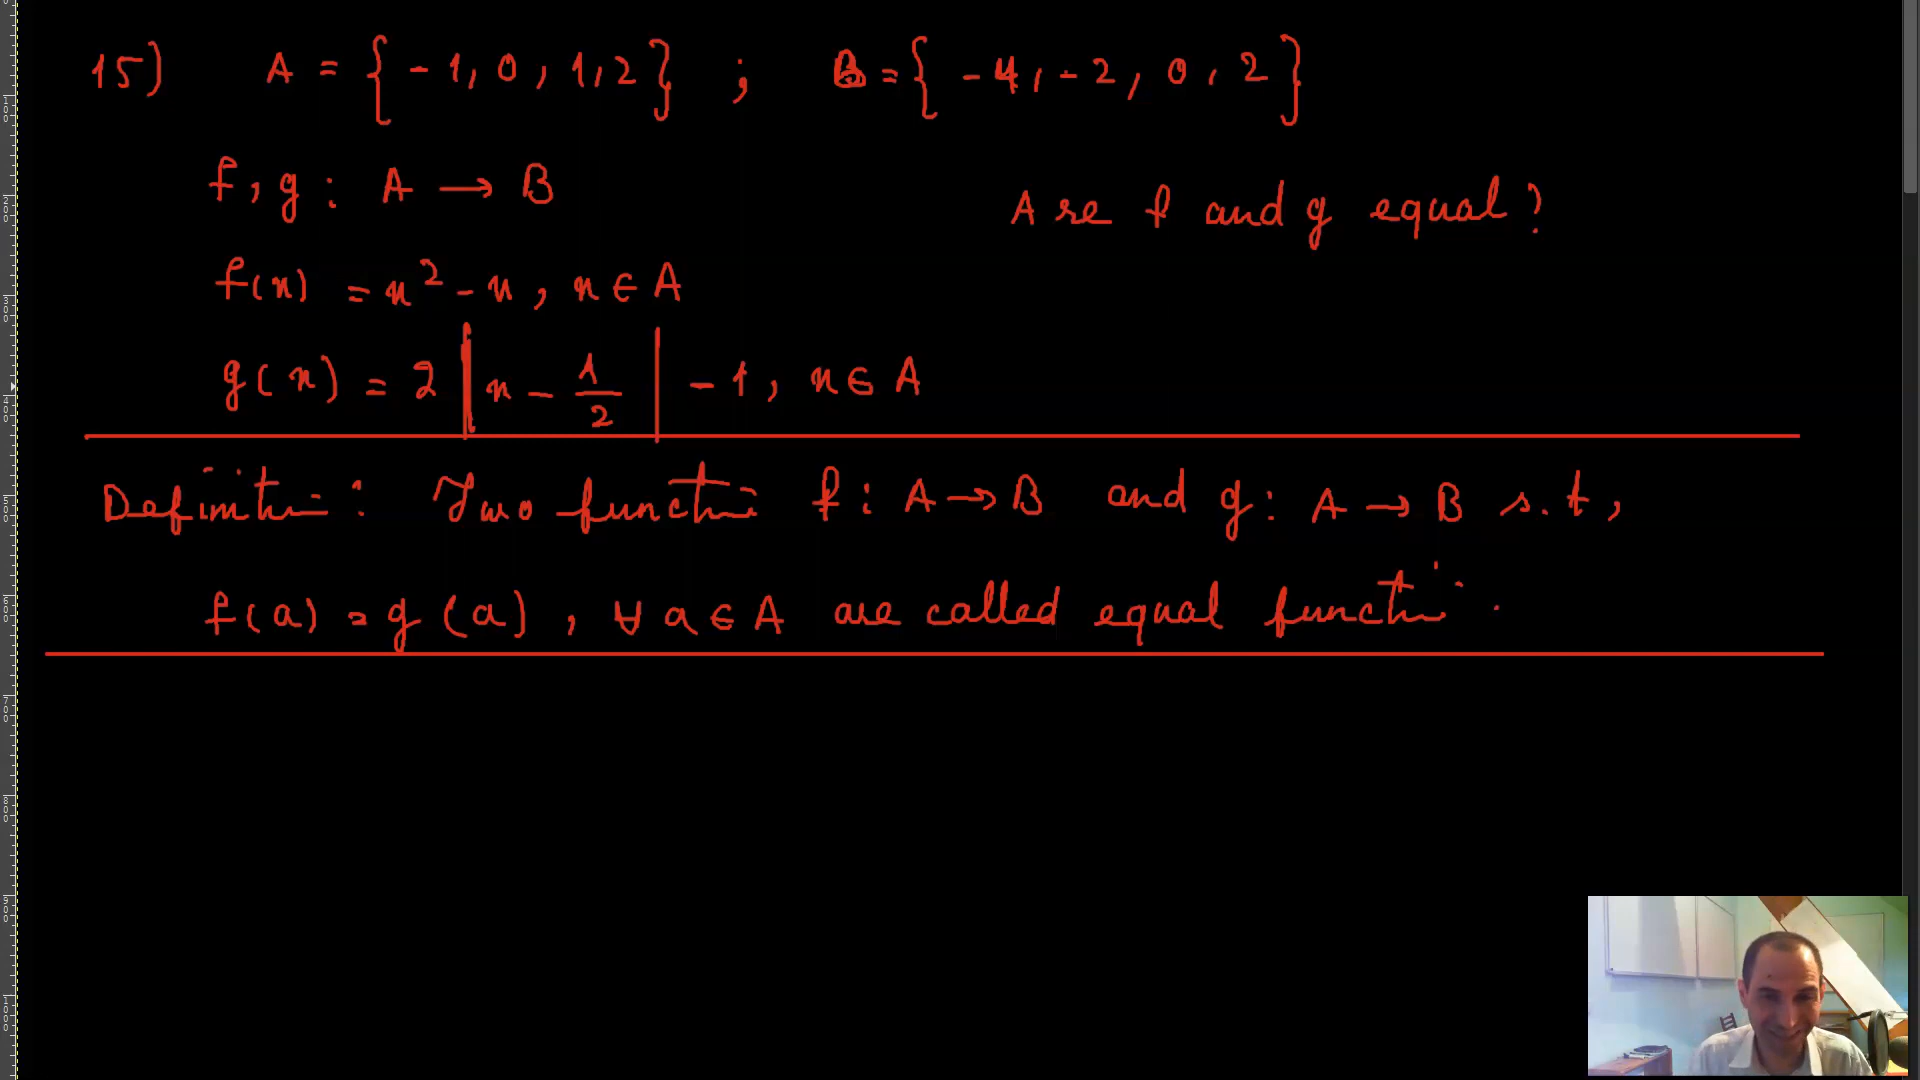 15) A = { -1, 0, 1, 2 } ; B = { -4, -2, 0, 2 }
f, g : A → B
Are f and g equal?
f(x) = x² - x, x ∈ A
g(x) = 2 | x - 1/2 | - 1, x ∈ A
Definition : Two function f : A → B and g : A → B s.t,
f(a) = g(a), ∀ a ∈ A are called equal function.